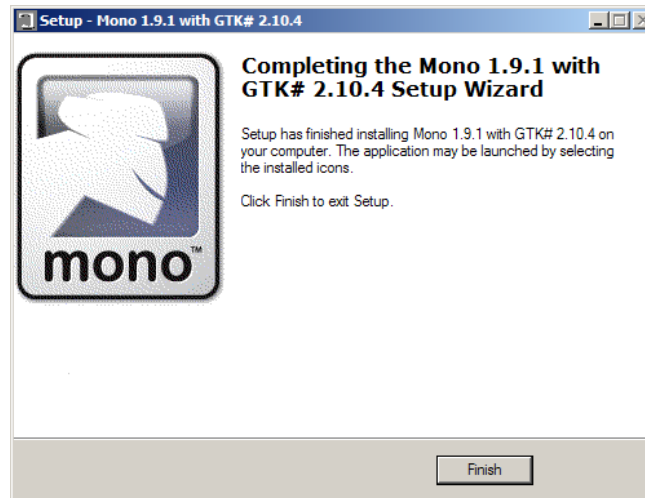 Setup - Mono 1.9.1 with GTK# 2.10.4
Completing the Mono 1.9.1 with
GTK# 2.10.4 Setup Wizard
Setup has finished installing Mono 1.9.1 with GTK# 2.10.4 on
your computer. The application may be launched by selecting
the installed icons.
Click Finish to exit Setup.
mono™
Finish